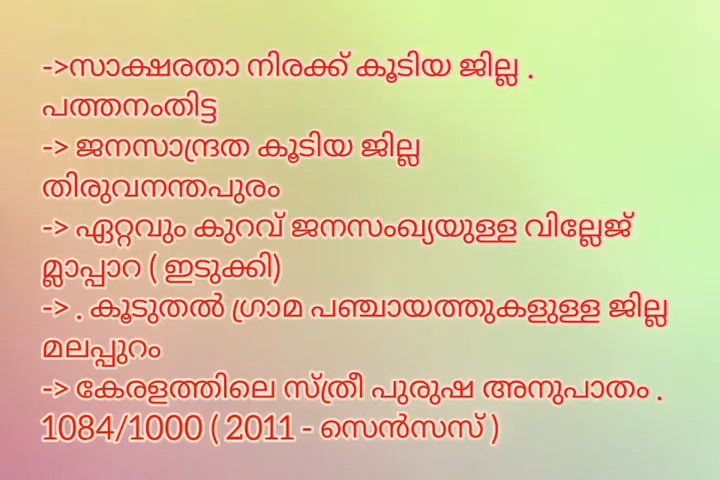 ->സാക്ഷരതാ നിരക്ക് കൂടിയ ജില്ല .
പത്തനംതിട്ട
-> ജനസാന്ദ്രത കൂടിയ ജില്ല
തിരുവനന്തപുരം
-> ഏറ്റവും കുറവ് ജനസംഖ്യയുള്ള വില്ലേജ്
മ്ലാപ്പാറ ( ഇടുക്കി)
-> . കൂടുതൽ ഗ്രാമ പഞ്ചായത്തുകളുള്ള ജില്ല
മലപ്പുറം
-> കേരളത്തിലെ സ്ത്രീ പുരുഷ അനുപാതം .
1084/1000 ( 2011 - സെൻസസ് )